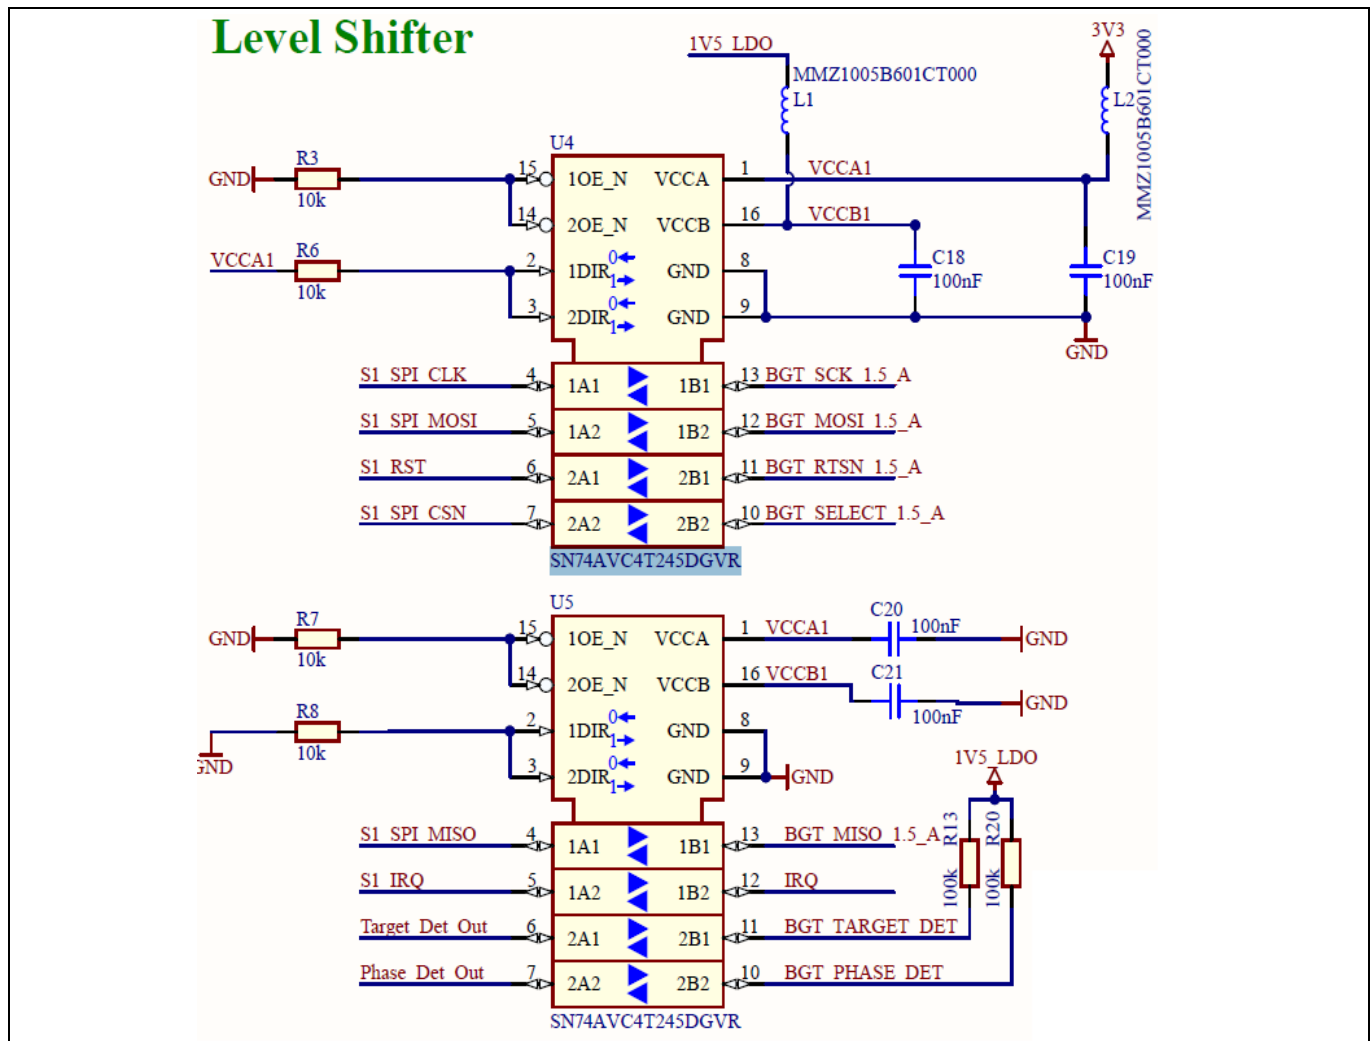 Level Shifter
1V5_LDO
3V3
MMZ1005B601CT000
L1
L2
MMZ1005B601CT000
U4
GND
R3
10k
15
1OE_N
VCCA
1
VCCA1
14
2OE_N
VCCB
16
VCCB1
VCCA1
R6
10k
2
1DIR
0
1
GND
8
C18
100nF
C19
100nF
3
2DIR
0
1
GND
9
GND
S1_SPI_CLK
4
1A1
1B1
13
BGT_SCK_1.5_A
S1_SPI_MOSI
5
1A2
1B2
12
BGT_MOSI_1.5_A
S1_RST
6
2A1
2B1
11
BGT_RTSN_1.5_A
S1_SPI_CSN
7
2A2
2B2
10
BGT_SELECT_1.5_A
SN74AVC4T245DGVR
U5
GND
R7
10k
15
1OE_N
VCCA
1
VCCA1
C20
100nF
GND
14
2OE_N
VCCB
16
VCCB1
C21
100nF
GND
GND
R8
10k
2
1DIR
0
1
GND
8
3
2DIR
0
1
GND
9
GND
1V5_LDO
R13
100k
R20
100k
S1_SPI_MISO
4
1A1
1B1
13
BGT_MISO_1.5_A
S1_IRQ
5
1A2
1B2
12
IRQ
Target_Det_Out
6
2A1
2B1
11
BGT_TARGET_DET
Phase_Det_Out
7
2A2
2B2
10
BGT_PHASE_DET
SN74AVC4T245DGVR